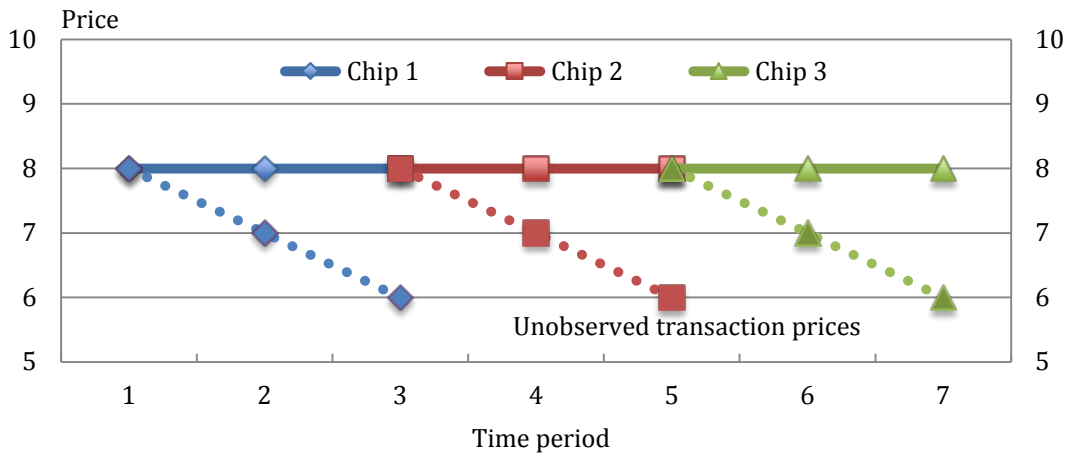 Price
Chip 1 Chip 2 Chip 3
10 10
9 9
8 8
7 7
6 6
Unobserved transaction prices
5 5
1 2 3 4 5 6 7
Time period